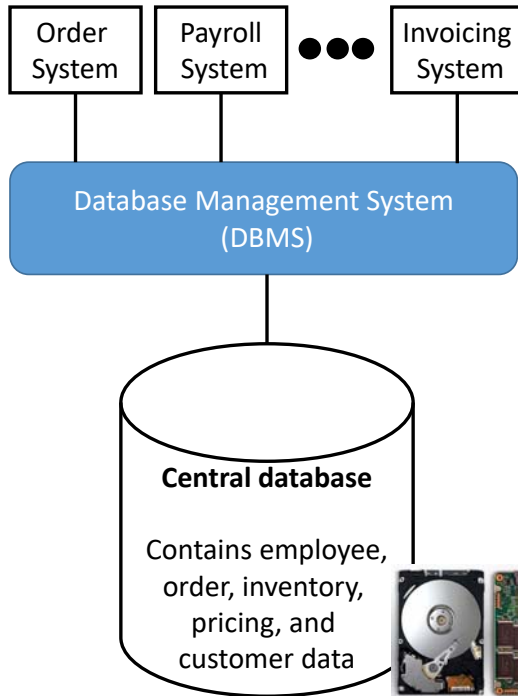 Order
System
Payroll
System
Invoicing
System
Database Management System
(DBMS)
Central database
Contains employee,
order, inventory,
pricing, and
customer data